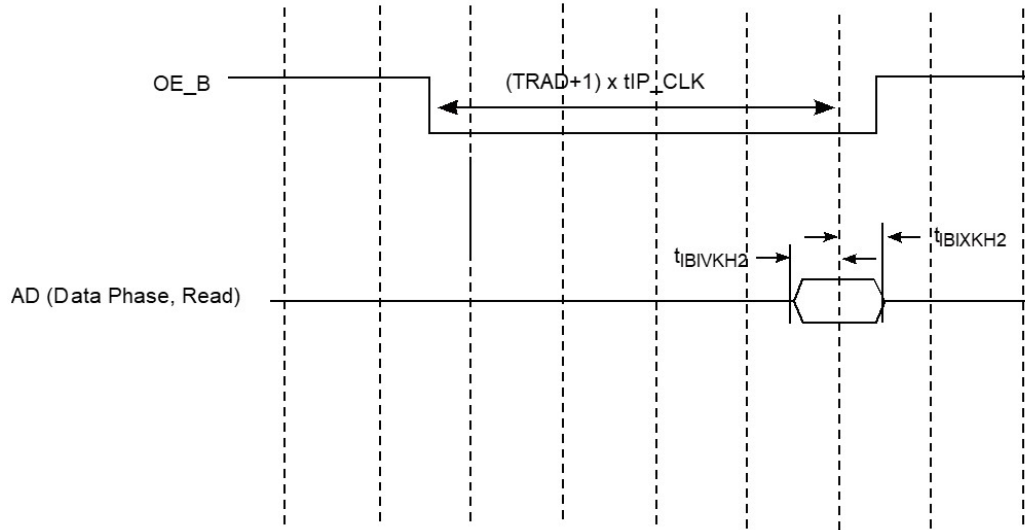 OE_B
(TRAD+1) x tIP_CLK
tIBIXKH2
tIBIVKH2
AD (Data Phase, Read)